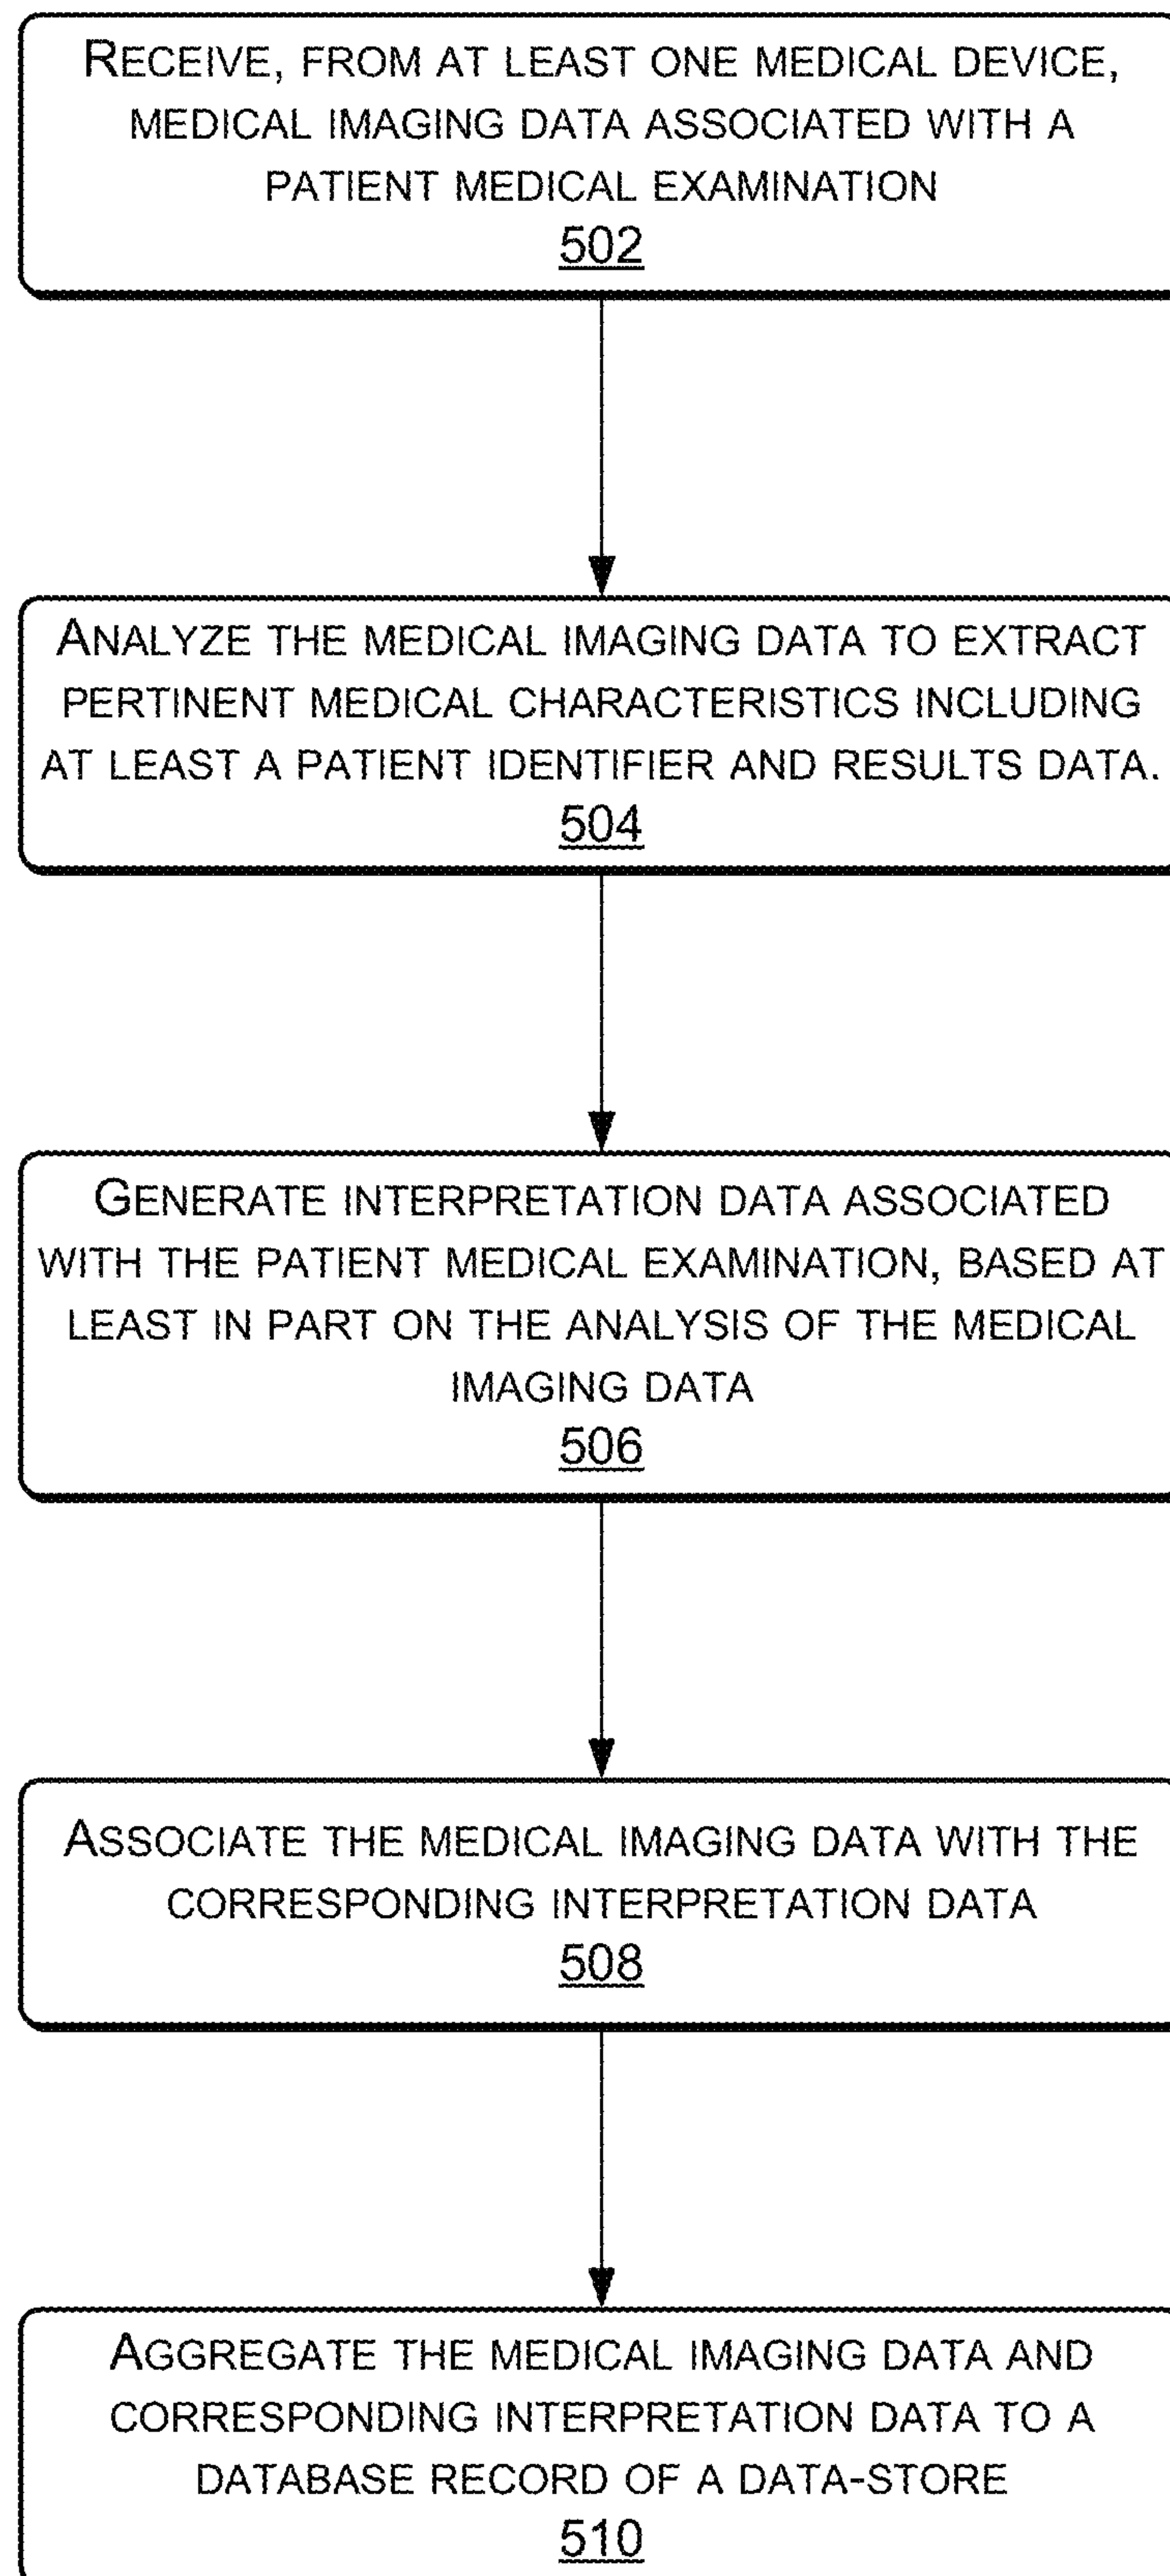 RECEIVE, FROM AT LEAST ONE MEDICAL DEVICE,
MEDICAL IMAGING DATA ASSOCIATED WITH A
PATIENT MEDICAL EXAMINATION
502
ANALYZE THE MEDICAL IMAGING DATA TO EXTRACT
PERTINENT MEDICAL CHARACTERISTICS INCLUDING
AT LEAST A PATIENT IDENTIFIER AND RESULTS DATA.
504
GENERATE INTERPRETATION DATA ASSOCIATED
WITH THE PATIENT MEDICAL EXAMINATION, BASED AT
LEAST IN PART ON THE ANALYSIS OF THE MEDICAL
IMAGING DATA
506
ASSOCIATE THE MEDICAL IMAGING DATA WITH THE
CORRESPONDING INTERPRETATION DATA
508
AGGREGATE THE MEDICAL IMAGING DATA AND
CORRESPONDING INTERPRETATION DATA TO A
DATABASE RECORD OF A DATA-STORE
510